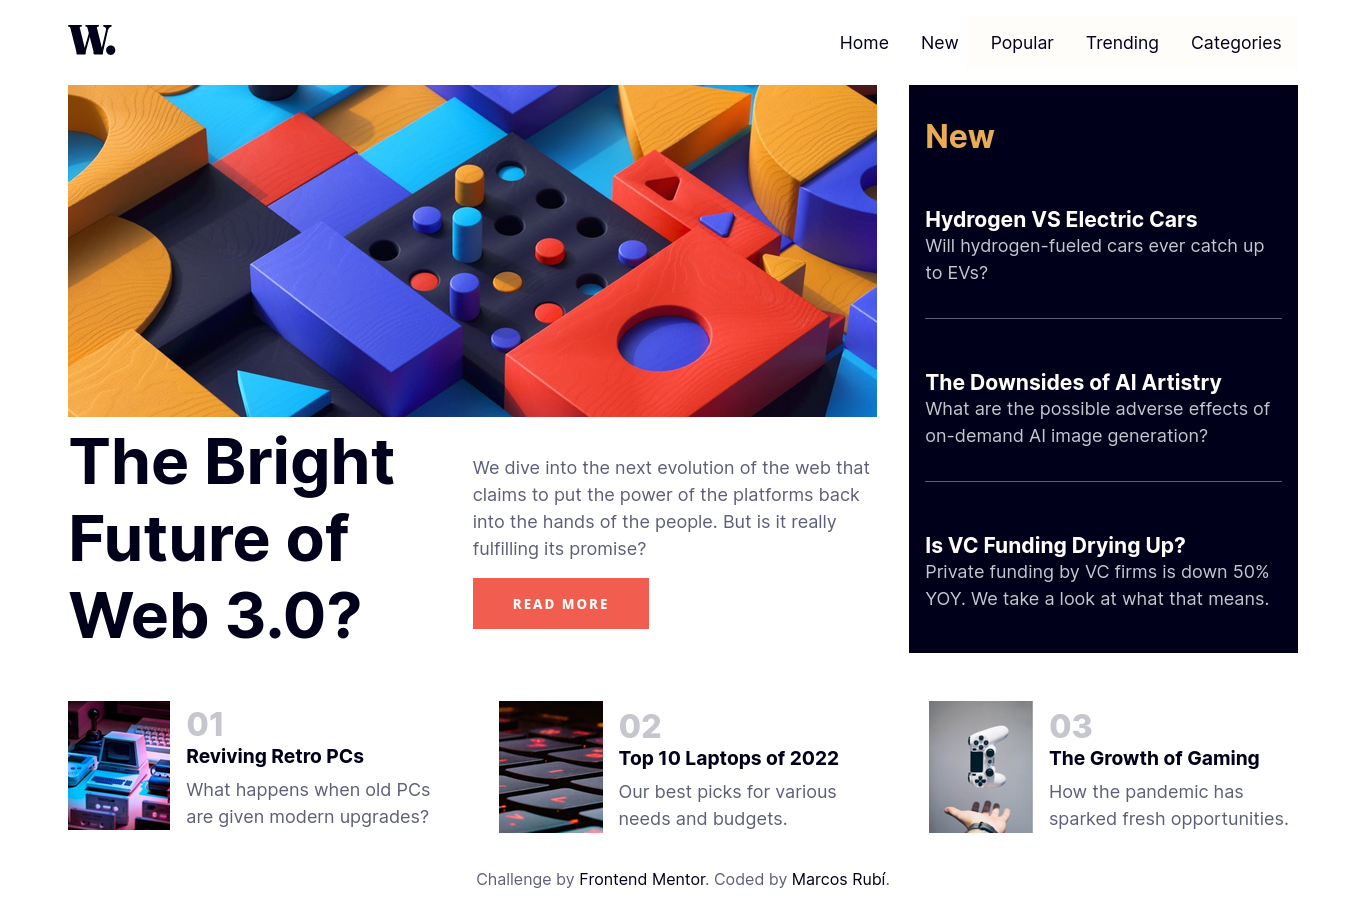 W.
Home New Popular Trending Categories
The Bright
Future of
Web 3.0?
We dive into the next evolution of the web that
claims to put the power of the platforms back
into the hands of the people. But is it really
fulfilling its promise?
READ MORE
New
Hydrogen VS Electric Cars
Will hydrogen-fueled cars ever catch up
to EVs?
The Downsides of AI Artistry
What are the possible adverse effects of
on-demand AI image generation?
Is VC Funding Drying Up?
Private funding by VC firms is down 50%
YOY. We take a look at what that means.
01
Reviving Retro PCs
What happens when old PCs
are given modern upgrades?
02
Top 10 Laptops of 2022
Our best picks for various
needs and budgets.
03
The Growth of Gaming
How the pandemic has
sparked fresh opportunities.
Challenge by Frontend Mentor. Coded by Marcos Rubí.